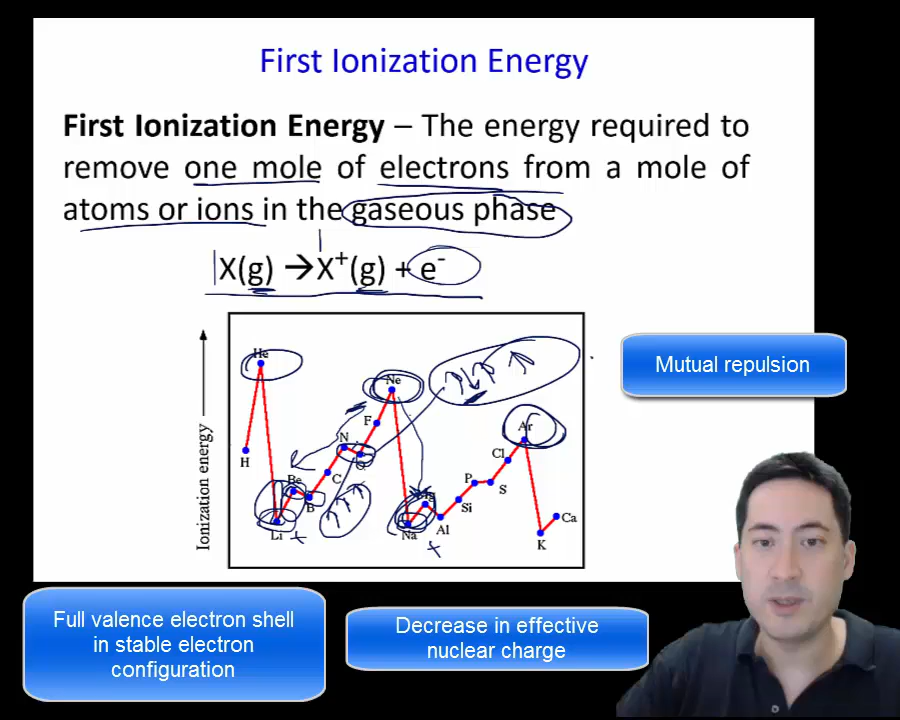 First Ionization Energy
First Ionization Energy – The energy required to
remove one mole of electrons from a mole of
atoms or ions in the gaseous phase
X(g) → X⁺(g) + e⁻
Mutual repulsion
He
Ne
N
F
O
Ar
H
Be
C
B
Li
Cl
P
S
Si
Na
Al
K
Ca
Ionization energy
Full valence electron shell
in stable electron
configuration
Decrease in effective
nuclear charge